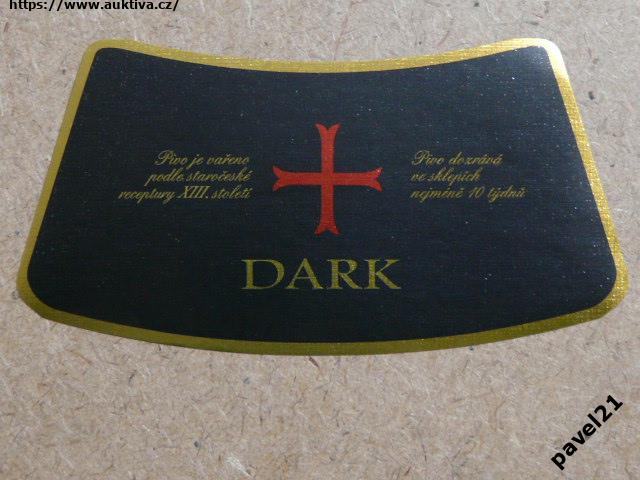 https://www.auktiva.cz/
Pivo je vařeno
podle staročeské
receptury XIII. století
Pivo dozrává
ve sklepích
nejméně 10 týdnů
DARK
pavel21